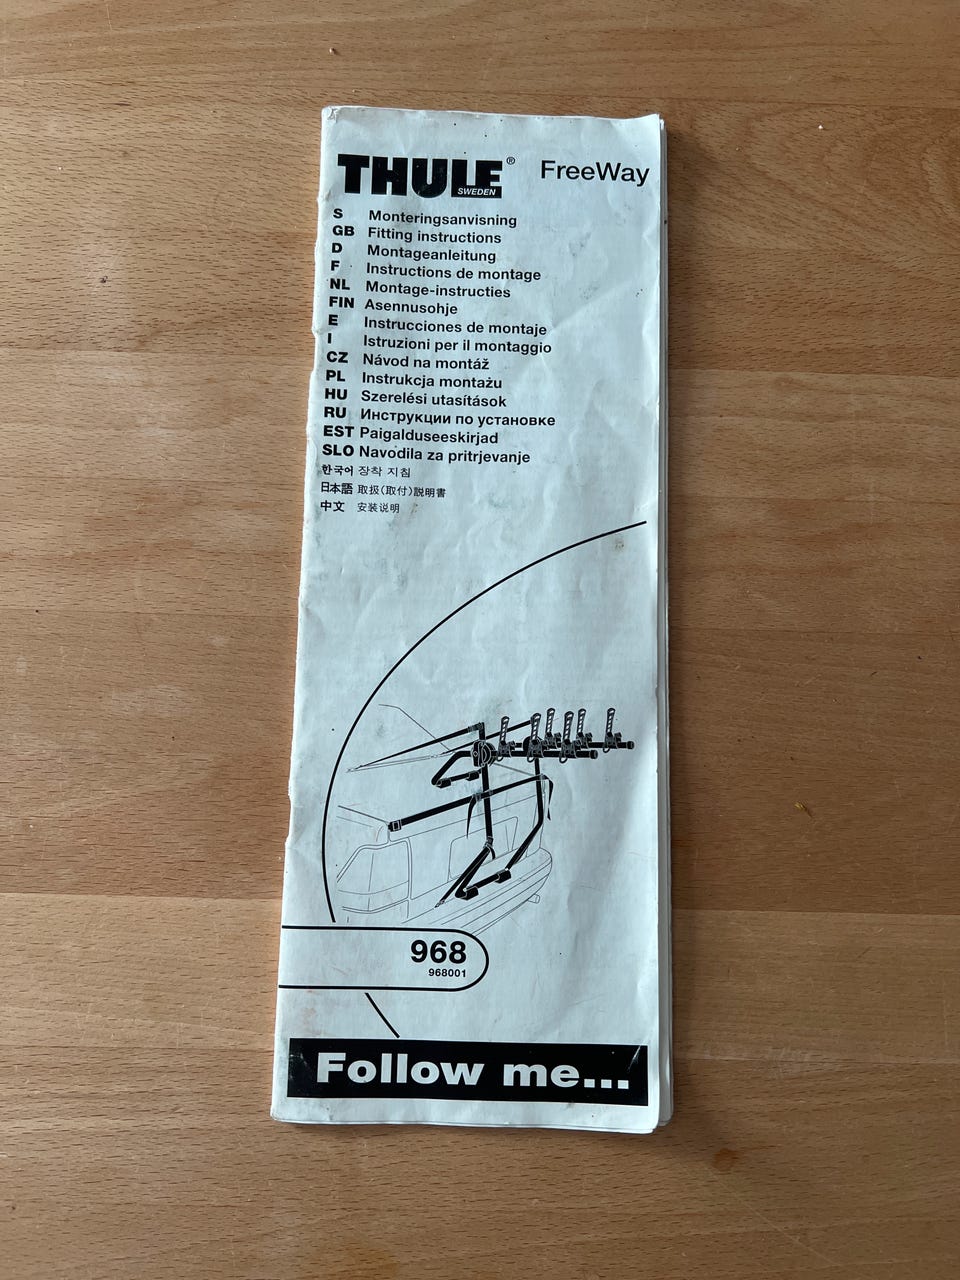 THULE® FreeWay
SWEDEN
S Monteringsanvisning
GB Fitting instructions
D Montageanleitung
F Instructions de montage
NL Montage-instructies
FIN Asennusohje
E Instrucciones de montaje
I Istruzioni per il montaggio
CZ Návod na montáž
PL Instrukcja montażu
HU Szerelési utasítások
RU Инструкции по установке
EST Paigalduseeskirjad
SLO Navodila za pritrjevanje
한국어 장착 지침
日本語 取扱(取付)説明書
中文 安装说明
968
968001
Follow me...